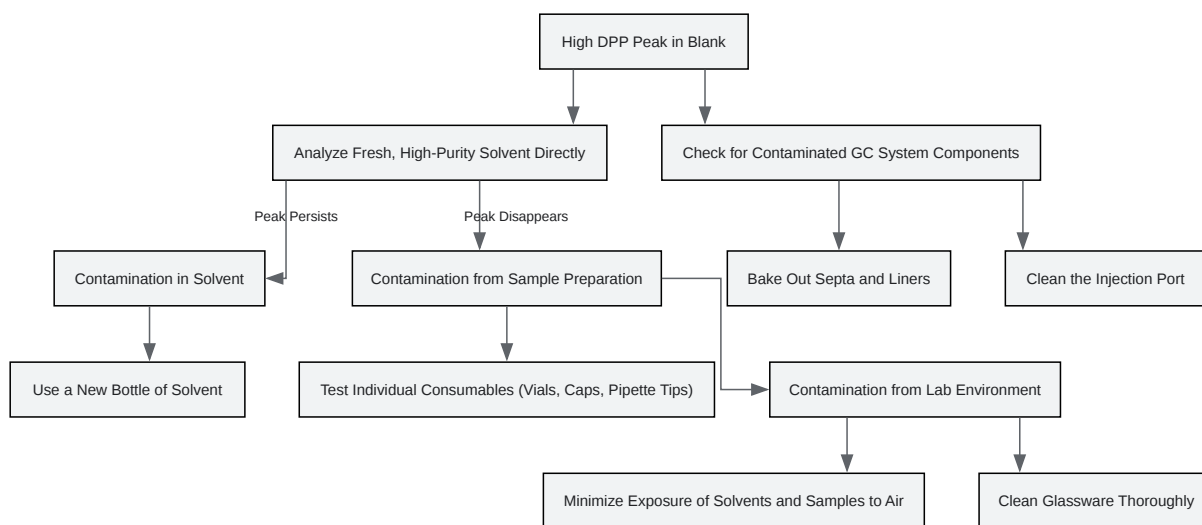 High DPP Peak in Blank
Analyze Fresh, High-Purity Solvent Directly
Check for Contaminated GC System Components
Peak Persists
Peak Disappears
Contamination in Solvent
Contamination from Sample Preparation
Bake Out Septa and Liners
Clean the Injection Port
Use a New Bottle of Solvent
Test Individual Consumables (Vials, Caps, Pipette Tips)
Contamination from Lab Environment
Minimize Exposure of Solvents and Samples to Air
Clean Glassware Thoroughly